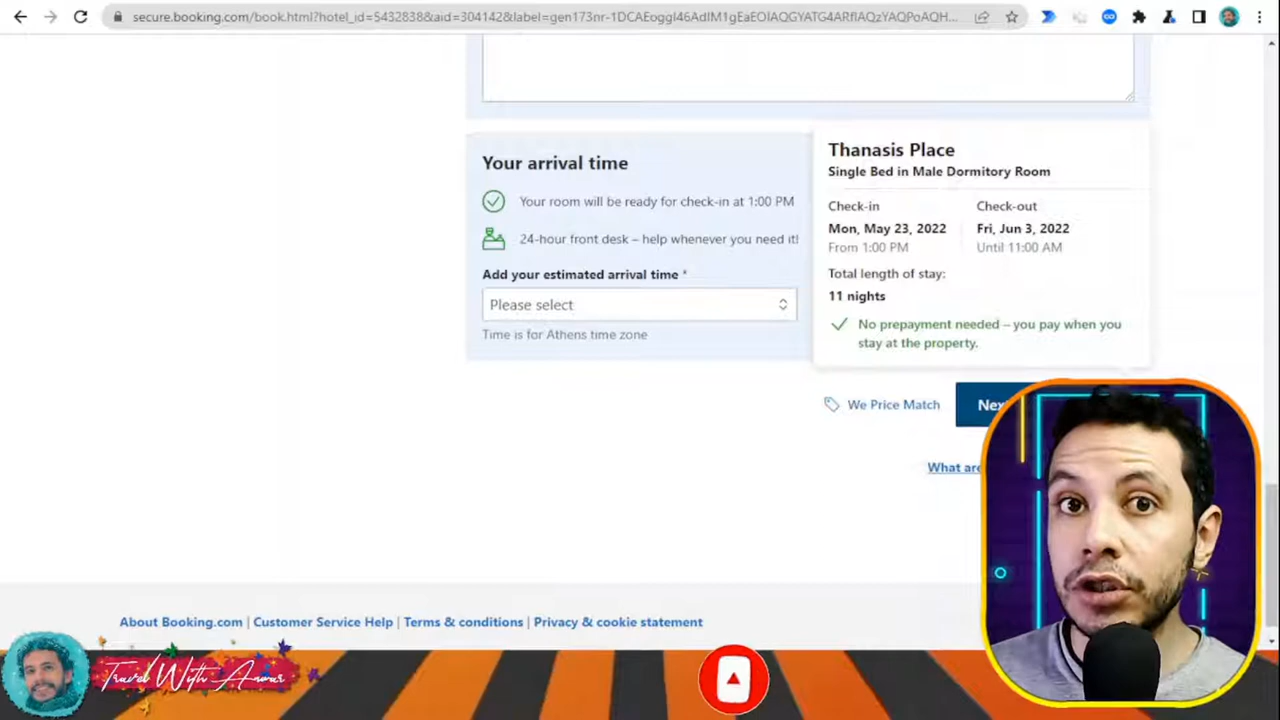 secure.booking.com/book.html?hotel_id=5432838&aid=304142&label=
Your arrival time
Your room will be ready for check-in at 1:00 PM
24-hour front desk – help whenever you need it!
Add your estimated arrival time *
Please select
Time is for Athens time zone
Thanasis Place
Single Bed in Male Dormitory Room
Check-in
Check-out
Mon, May 23, 2022
Fri, Jun 3, 2022
From 1:00 PM
Until 11:00 AM
Total length of stay:
11 nights
No prepayment needed – you pay when you
stay at the property.
We Price Match
What are
About Booking.com | Customer Service Help | Terms & conditions | Privacy & cookie statement
Travel With Anwar